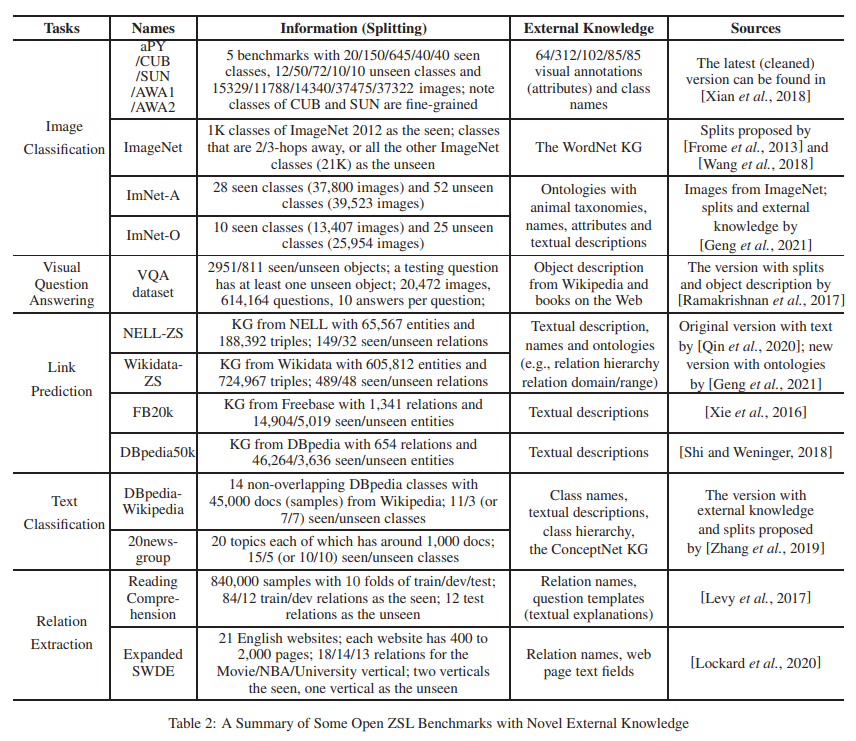 Tasks Names Information (Splitting) External Knowledge Sources
Image
Classification
aPY
/CUB
/SUN
/AWA1
/AWA2
5 benchmarks with 20/150/645/40/40 seen
classes, 12/50/72/10/10 unseen classes and
15329/11788/14340/37475/37322 images; note
classes of CUB and SUN are fine-grained
64/312/102/85/85
visual annotations
(attributes) and class
names
The latest (cleaned)
version can be found in
[Xian et al., 2018]
ImageNet
1K classes of ImageNet 2012 as the seen; classes
that are 2/3-hops away, or all the other ImageNet
classes (21K) as the unseen
The WordNet KG
Splits proposed by
[Frome et al., 2013] and
[Wang et al., 2018]
ImNet-A
28 seen classes (37,800 images) and 52 unseen
classes (39,523 images)
Ontologies with
animal taxonomies,
names, attributes and
textual descriptions
Images from ImageNet;
splits and external
knowledge by
[Geng et al., 2021]
ImNet-O
10 seen classes (13,407 images) and 25 unseen
classes (25,954 images)
Visual
Question
Answering
VQA
dataset
2951/811 seen/unseen objects; a testing question
has at least one unseen object; 20,472 images,
614,164 questions, 10 answers per question;
Object description
from Wikipedia and
books on the Web
The version with splits
and object description by
[Ramakrishnan et al., 2017]
Link
Prediction
NELL-ZS
KG from NELL with 65,567 entities and
188,392 triples; 149/32 seen/unseen relations
Textual description,
names and ontologies
(e.g., relation hierarchy
relation domain/range)
Original version with text
by [Qin et al., 2020]; new
version with ontologies
by [Geng et al., 2021]
Wikidata-
ZS
KG from Wikidata with 605,812 entities and
724,967 triples; 489/48 seen/unseen relations
FB20k
KG from Freebase with 1,341 relations and
14,904/5,019 seen/unseen entities
Textual descriptions
[Xie et al., 2016]
DBpedia50k
KG from DBpedia with 654 relations and
46,264/3,636 seen/unseen entities
Textual descriptions
[Shi and Weninger, 2018]
Text
Classification
DBpedia-
Wikipedia
14 non-overlapping DBpedia classes with
45,000 docs (samples) from Wikipedia; 11/3 (or
7/7) seen/unseen classes
Class names,
textual descriptions,
class hierarchy,
the ConceptNet KG
The version with
external knowledge
and splits proposed
by [Zhang et al., 2019]
20news-
group
20 topics each of which has around 1,000 docs;
15/5 (or 10/10) seen/unseen classes
Relation
Extraction
Reading
Compre-
hension
840,000 samples with 10 folds of train/dev/test;
84/12 train/dev relations as the seen; 12 test
relations as the unseen
Relation names,
question templates
(textual explanations)
[Levy et al., 2017]
Expanded
SWDE
21 English websites; each website has 400 to
2,000 pages; 18/14/13 relations for the
Movie/NBA/University vertical; two verticals
the seen, one vertical as the unseen
Relation names, web
page text fields
[Lockard et al., 2020]
Table 2: A Summary of Some Open ZSL Benchmarks with Novel External Knowledge